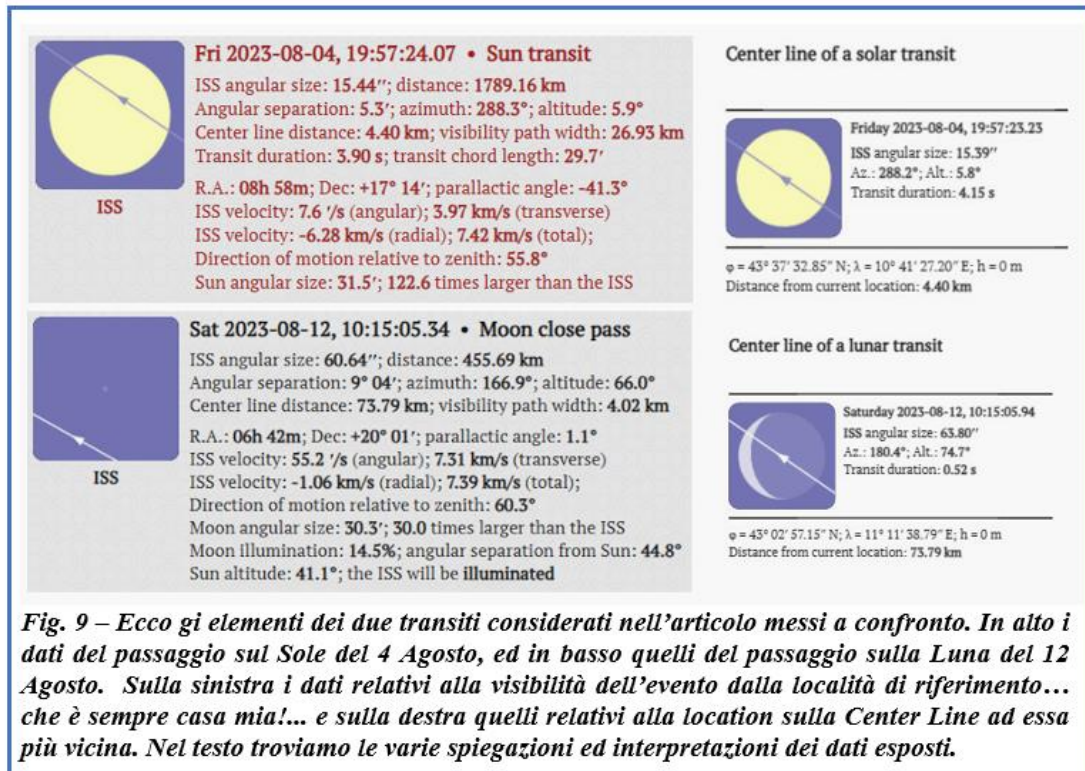 Fri 2023-08-04, 19:57:24.07 • Sun transit
ISS angular size: 15.44″; distance: 1789.16 km
Angular separation: 5.3′; azimuth: 288.3°; altitude: 5.9°
Center line distance: 4.40 km; visibility path width: 26.93 km
Transit duration: 3.90 s; transit chord length: 29.7′
R.A.: 08h 58m; Dec: +17° 14′; parallactic angle: -41.3°
ISS velocity: 7.6 ′/s (angular); 3.97 km/s (transverse)
ISS velocity: -6.28 km/s (radial); 7.42 km/s (total);
Direction of motion relative to zenith: 55.8°
Sun angular size: 31.5′; 122.6 times larger than the ISS
ISS
Sat 2023-08-12, 10:15:05.34 • Moon close pass
ISS angular size: 60.64″; distance: 455.69 km
Angular separation: 9° 04′; azimuth: 166.9°; altitude: 66.0°
Center line distance: 73.79 km; visibility path width: 4.02 km
R.A.: 06h 42m; Dec: +20° 01′; parallactic angle: 1.1°
ISS velocity: 55.2 ′/s (angular); 7.31 km/s (transverse)
ISS velocity: -1.06 km/s (radial); 7.39 km/s (total);
Direction of motion relative to zenith: 60.3°
Moon angular size: 30.3′; 30.0 times larger than the ISS
Moon illumination: 14.5%; angular separation from Sun: 44.8°
Sun altitude: 41.1°; the ISS will be illuminated
ISS
Center line of a solar transit
Friday 2023-08-04, 19:57:23.23
ISS angular size: 15.39″
Az.: 288.2°; Alt.: 5.8°
Transit duration: 4.15 s
φ = 43° 37′ 32.85″ N; λ = 10° 41′ 27.20″ E; h = 0 m
Distance from current location: 4.40 km
Center line of a lunar transit
Saturday 2023-08-12, 10:15:05.94
ISS angular size: 63.80″
Az.: 180.4°; Alt.: 74.7°
Transit duration: 0.52 s
φ = 43° 02′ 57.15″ N; λ = 11° 11′ 38.79″ E; h = 0 m
Distance from current location: 73.79 km
Fig. 9 – Ecco gi elementi dei due transiti considerati nell'articolo messi a confronto. In alto i
dati del passaggio sul Sole del 4 Agosto, ed in basso quelli del passaggio sulla Luna del 12
Agosto. Sulla sinistra i dati relativi alla visibilità dell'evento dalla località di riferimento…
che è sempre casa mia!... e sulla destra quelli relativi alla location sulla Center Line ad essa
più vicina. Nel testo troviamo le varie spiegazioni ed interpretazioni dei dati esposti.